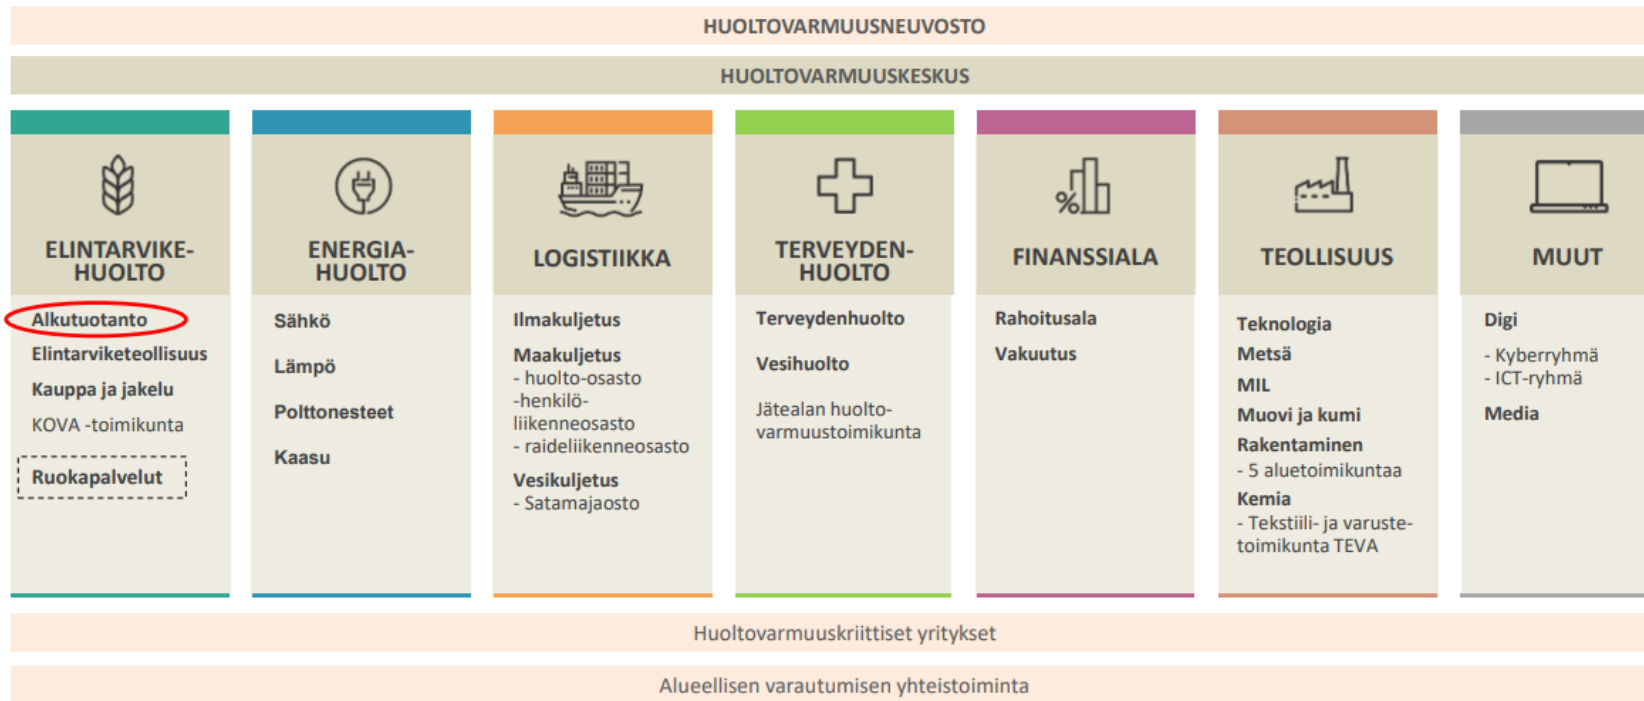 HUOLTOVARMUUSNEUVOSTO
HUOLTOVARMUUSKESKUS
ELINTARVIKE-
HUOLTO
Alkutuotanto
Elintarviketeollisuus
Kauppa ja jakelu
KOVA -toimikunta
Ruokapalvelut
ENERGIA-
HUOLTO
Sähkö
Lämpö
Polttonesteet
Kaasu
LOGISTIIKKA
Ilmakuljetus
Maakuljetus
- huolto-osasto
-henkilö-
liikenneosasto
- raideliikenneosasto
Vesikuljetus
- Satamajaosto
TERVEYDEN-
HUOLTO
Terveydenhuolto
Vesihuolto
Jätealan huolto-
varmuustoimikunta
%
FINANSSIALA
Rahoitusala
Vakuutus
TEOLLISUUS
Teknologia
Metsä
MIL
Muovi ja kumi
Rakentaminen
- 5 aluetoimikuntaa
Kemia
- Tekstiili- ja varuste-
toimikunta TEVA
MUUT
Digi
- Kyberryhmä
- ICT-ryhmä
Media
Huoltovarmuuskriittiset yritykset
Alueellisen varautumisen yhteistoiminta